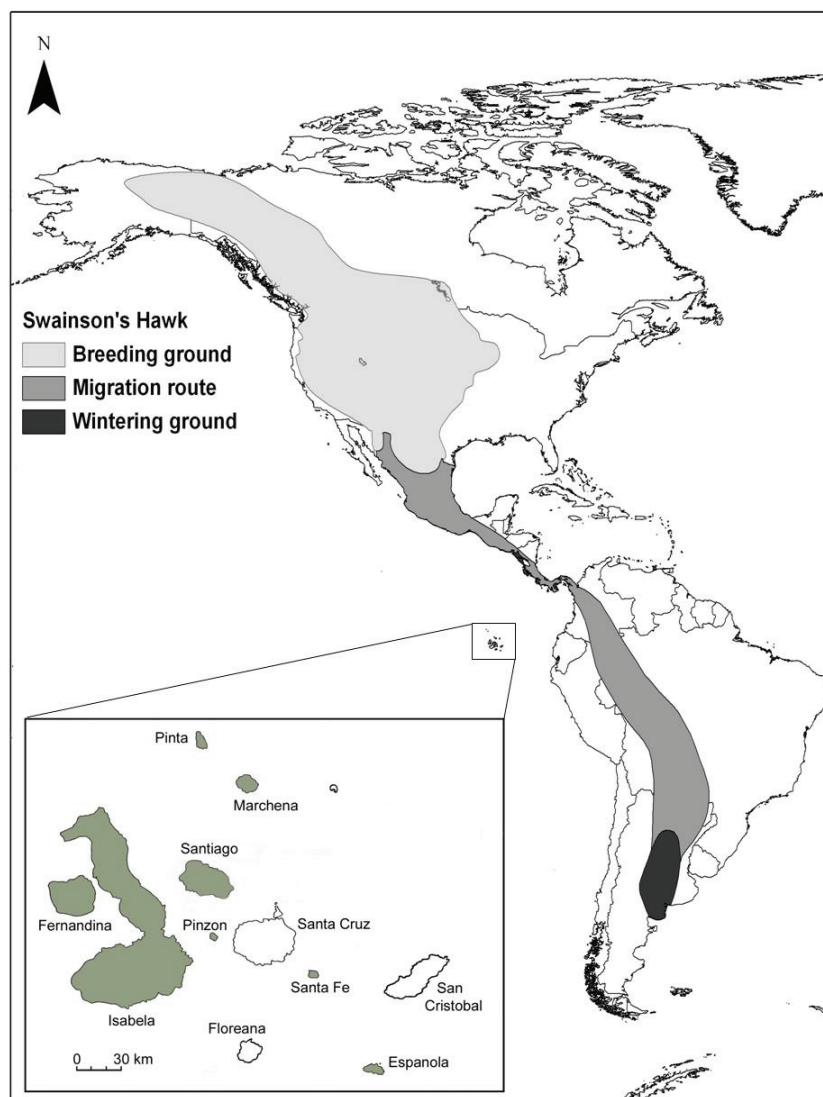 N
Swainson's Hawk
Breeding ground
Migration route
Wintering ground
Pinta
Marchena
Santiago
Fernandina
Pinzon
Santa Cruz
Isabela
Santa Fe
San
Cristobal
Floreana
Espanola
0 30 km